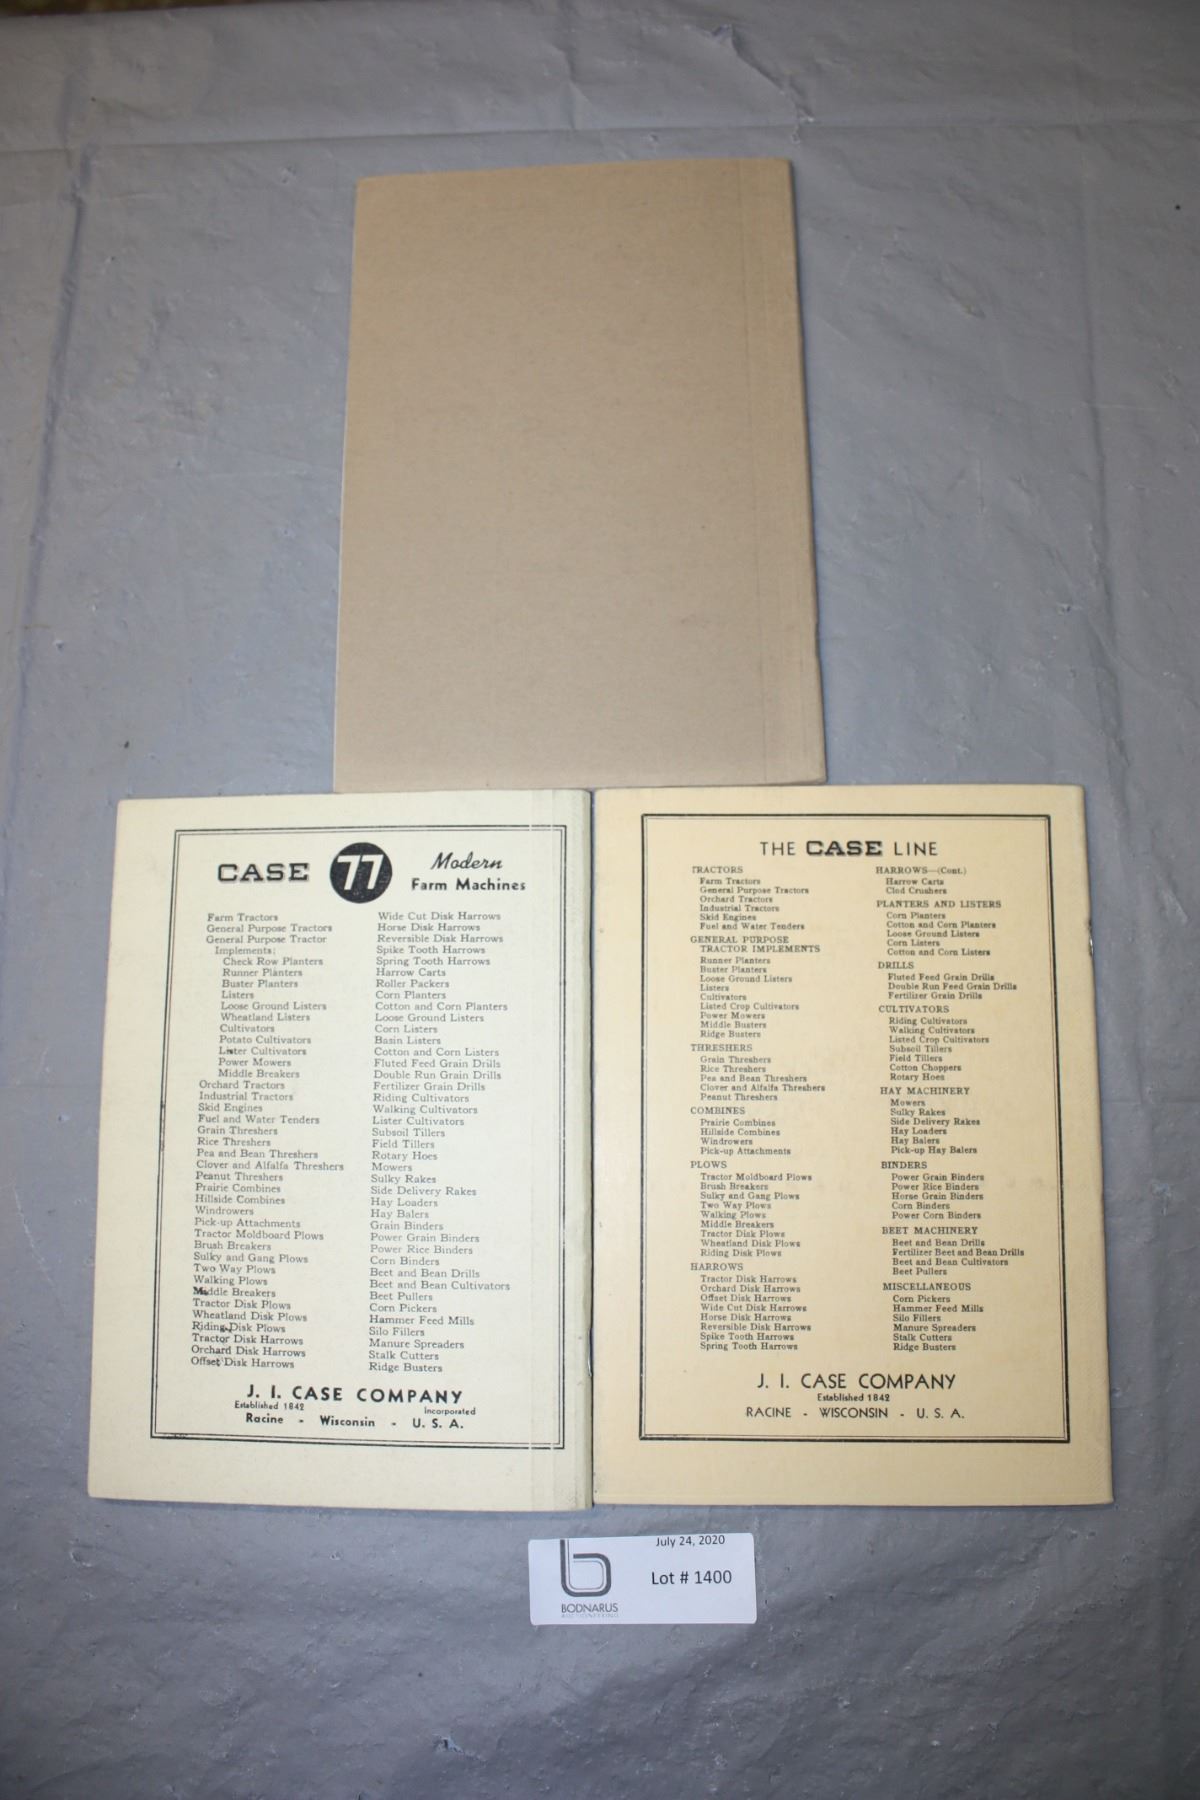 CASE 77 Modern
Farm Machines
Farm Tractors
General Purpose Tractors
General Purpose Tractor
Implements:
Check Row Planters
Runner Planters
Buster Planters
Listers
Loose Ground Listers
Wheatland Listers
Cultivators
Potato Cultivators
Lister Cultivators
Power Mowers
Middle Breakers
Orchard Tractors
Industrial Tractors
Skid Engines
Fuel and Water Tenders
Grain Threshers
Rice Threshers
Pea and Bean Threshers
Clover and Alfalfa Threshers
Peanut Threshers
Prairie Combines
Hillside Combines
Windrowers
Pick-up Attachments
Tractor Moldboard Plows
Brush Breakers
Sulky and Gang Plows
Two Way Plows
Walking Plows
Middle Breakers
Tractor Disk Plows
Wheatland Disk Plows
Riding Disk Plows
Tractor Disk Harrows
Orchard Disk Harrows
Offset Disk Harrows
Wide Cut Disk Harrows
Horse Disk Harrows
Reversible Disk Harrows
Spike Tooth Harrows
Spring Tooth Harrows
Harrow Carts
Roller Packers
Corn Planters
Cotton and Corn Planters
Loose Ground Listers
Corn Listers
Basin Listers
Cotton and Corn Listers
Fluted Feed Grain Drills
Double Run Grain Drills
Fertilizer Grain Drills
Riding Cultivators
Walking Cultivators
Lister Cultivators
Subsoil Tillers
Field Tillers
Rotary Hoes
Mowers
Sulky Rakes
Side Delivery Rakes
Hay Loaders
Hay Balers
Grain Binders
Power Grain Binders
Power Rice Binders
Corn Binders
Beet and Bean Drills
Beet and Bean Cultivators
Beet Pullers
Corn Pickers
Hammer Feed Mills
Silo Fillers
Manure Spreaders
Stalk Cutters
Ridge Busters
J. I. CASE COMPANY
Established 1842 Incorporated
Racine - Wisconsin - U. S. A.
THE CASE LINE
TRACTORS
Farm Tractors
General Purpose Tractors
Orchard Tractors
Industrial Tractors
Skid Engines
Fuel and Water Tenders
GENERAL PURPOSE
TRACTOR IMPLEMENTS
Runner Planters
Buster Planters
Loose Ground Listers
Listers
Cultivators
Listed Crop Cultivators
Power Mowers
Middle Busters
Ridge Busters
THRESHERS
Grain Threshers
Rice Threshers
Pea and Bean Threshers
Clover and Alfalfa Threshers
Peanut Threshers
COMBINES
Prairie Combines
Hillside Combines
Windrowers
Pick-up Attachments
PLOWS
Tractor Moldboard Plows
Brush Breakers
Sulky and Gang Plows
Two Way Plows
Walking Plows
Middle Breakers
Tractor Disk Plows
Wheatland Disk Plows
Riding Disk Plows
HARROWS
Tractor Disk Harrows
Orchard Disk Harrows
Offset Disk Harrows
Wide Cut Disk Harrows
Horse Disk Harrows
Reversible Disk Harrows
Spike Tooth Harrows
Spring Tooth Harrows
HARROWS—(Cont.)
Harrow Carts
Clod Crushers
PLANTERS AND LISTERS
Corn Planters
Cotton and Corn Planters
Loose Ground Listers
Corn Listers
Cotton and Corn Listers
DRILLS
Fluted Feed Grain Drills
Double Run Feed Grain Drills
Fertilizer Grain Drills
CULTIVATORS
Riding Cultivators
Walking Cultivators
Listed Crop Cultivators
Subsoil Tillers
Field Tillers
Cotton Choppers
Rotary Hoes
HAY MACHINERY
Mowers
Sulky Rakes
Side Delivery Rakes
Hay Loaders
Hay Balers
Pick-up Hay Balers
BINDERS
Power Grain Binders
Power Rice Binders
Horse Grain Binders
Corn Binders
Power Corn Binders
BEET MACHINERY
Beet and Bean Drills
Fertilizer Beet and Bean Drills
Beet and Bean Cultivators
Beet Pullers
MISCELLANEOUS
Corn Pickers
Hammer Feed Mills
Silo Fillers
Manure Spreaders
Stalk Cutters
Ridge Busters
J. I. CASE COMPANY
Established 1842
RACINE - WISCONSIN - U. S. A.
July 24, 2020
Lot # 1400
BODNARUS
AUCTIONEERING